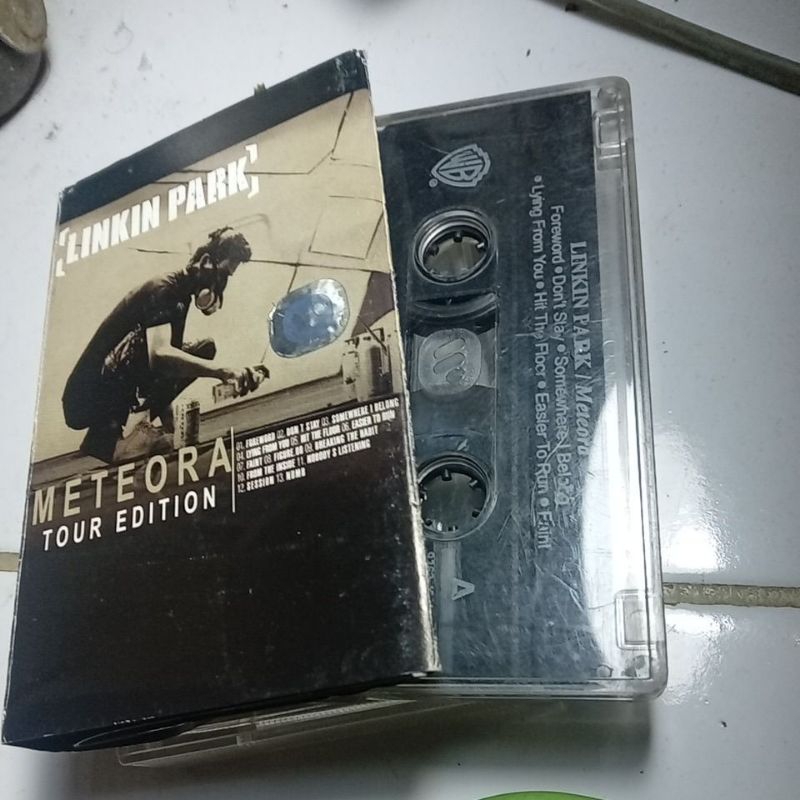 [LINKIN PARK]
METEORA
TOUR EDITION
01. FOREWORD 02. DON'T STAY 03. SOMEWHERE I BELONG
04. LYING FROM YOU 05. HIT THE FLOOR 06. EASIER TO RUN
07. FAINT 08. FIGURE.09 09. BREAKING THE HABIT
10. FROM THE INSIDE 11. NOBODY'S LISTENING
12. SESSION 13. NUMB
WB
®
LINKIN PARK / Meteora
Foreword • Don't Stay • Somewhere I Belong
• Lying From You • Hit The Floor • Easier To Run • Faint
A